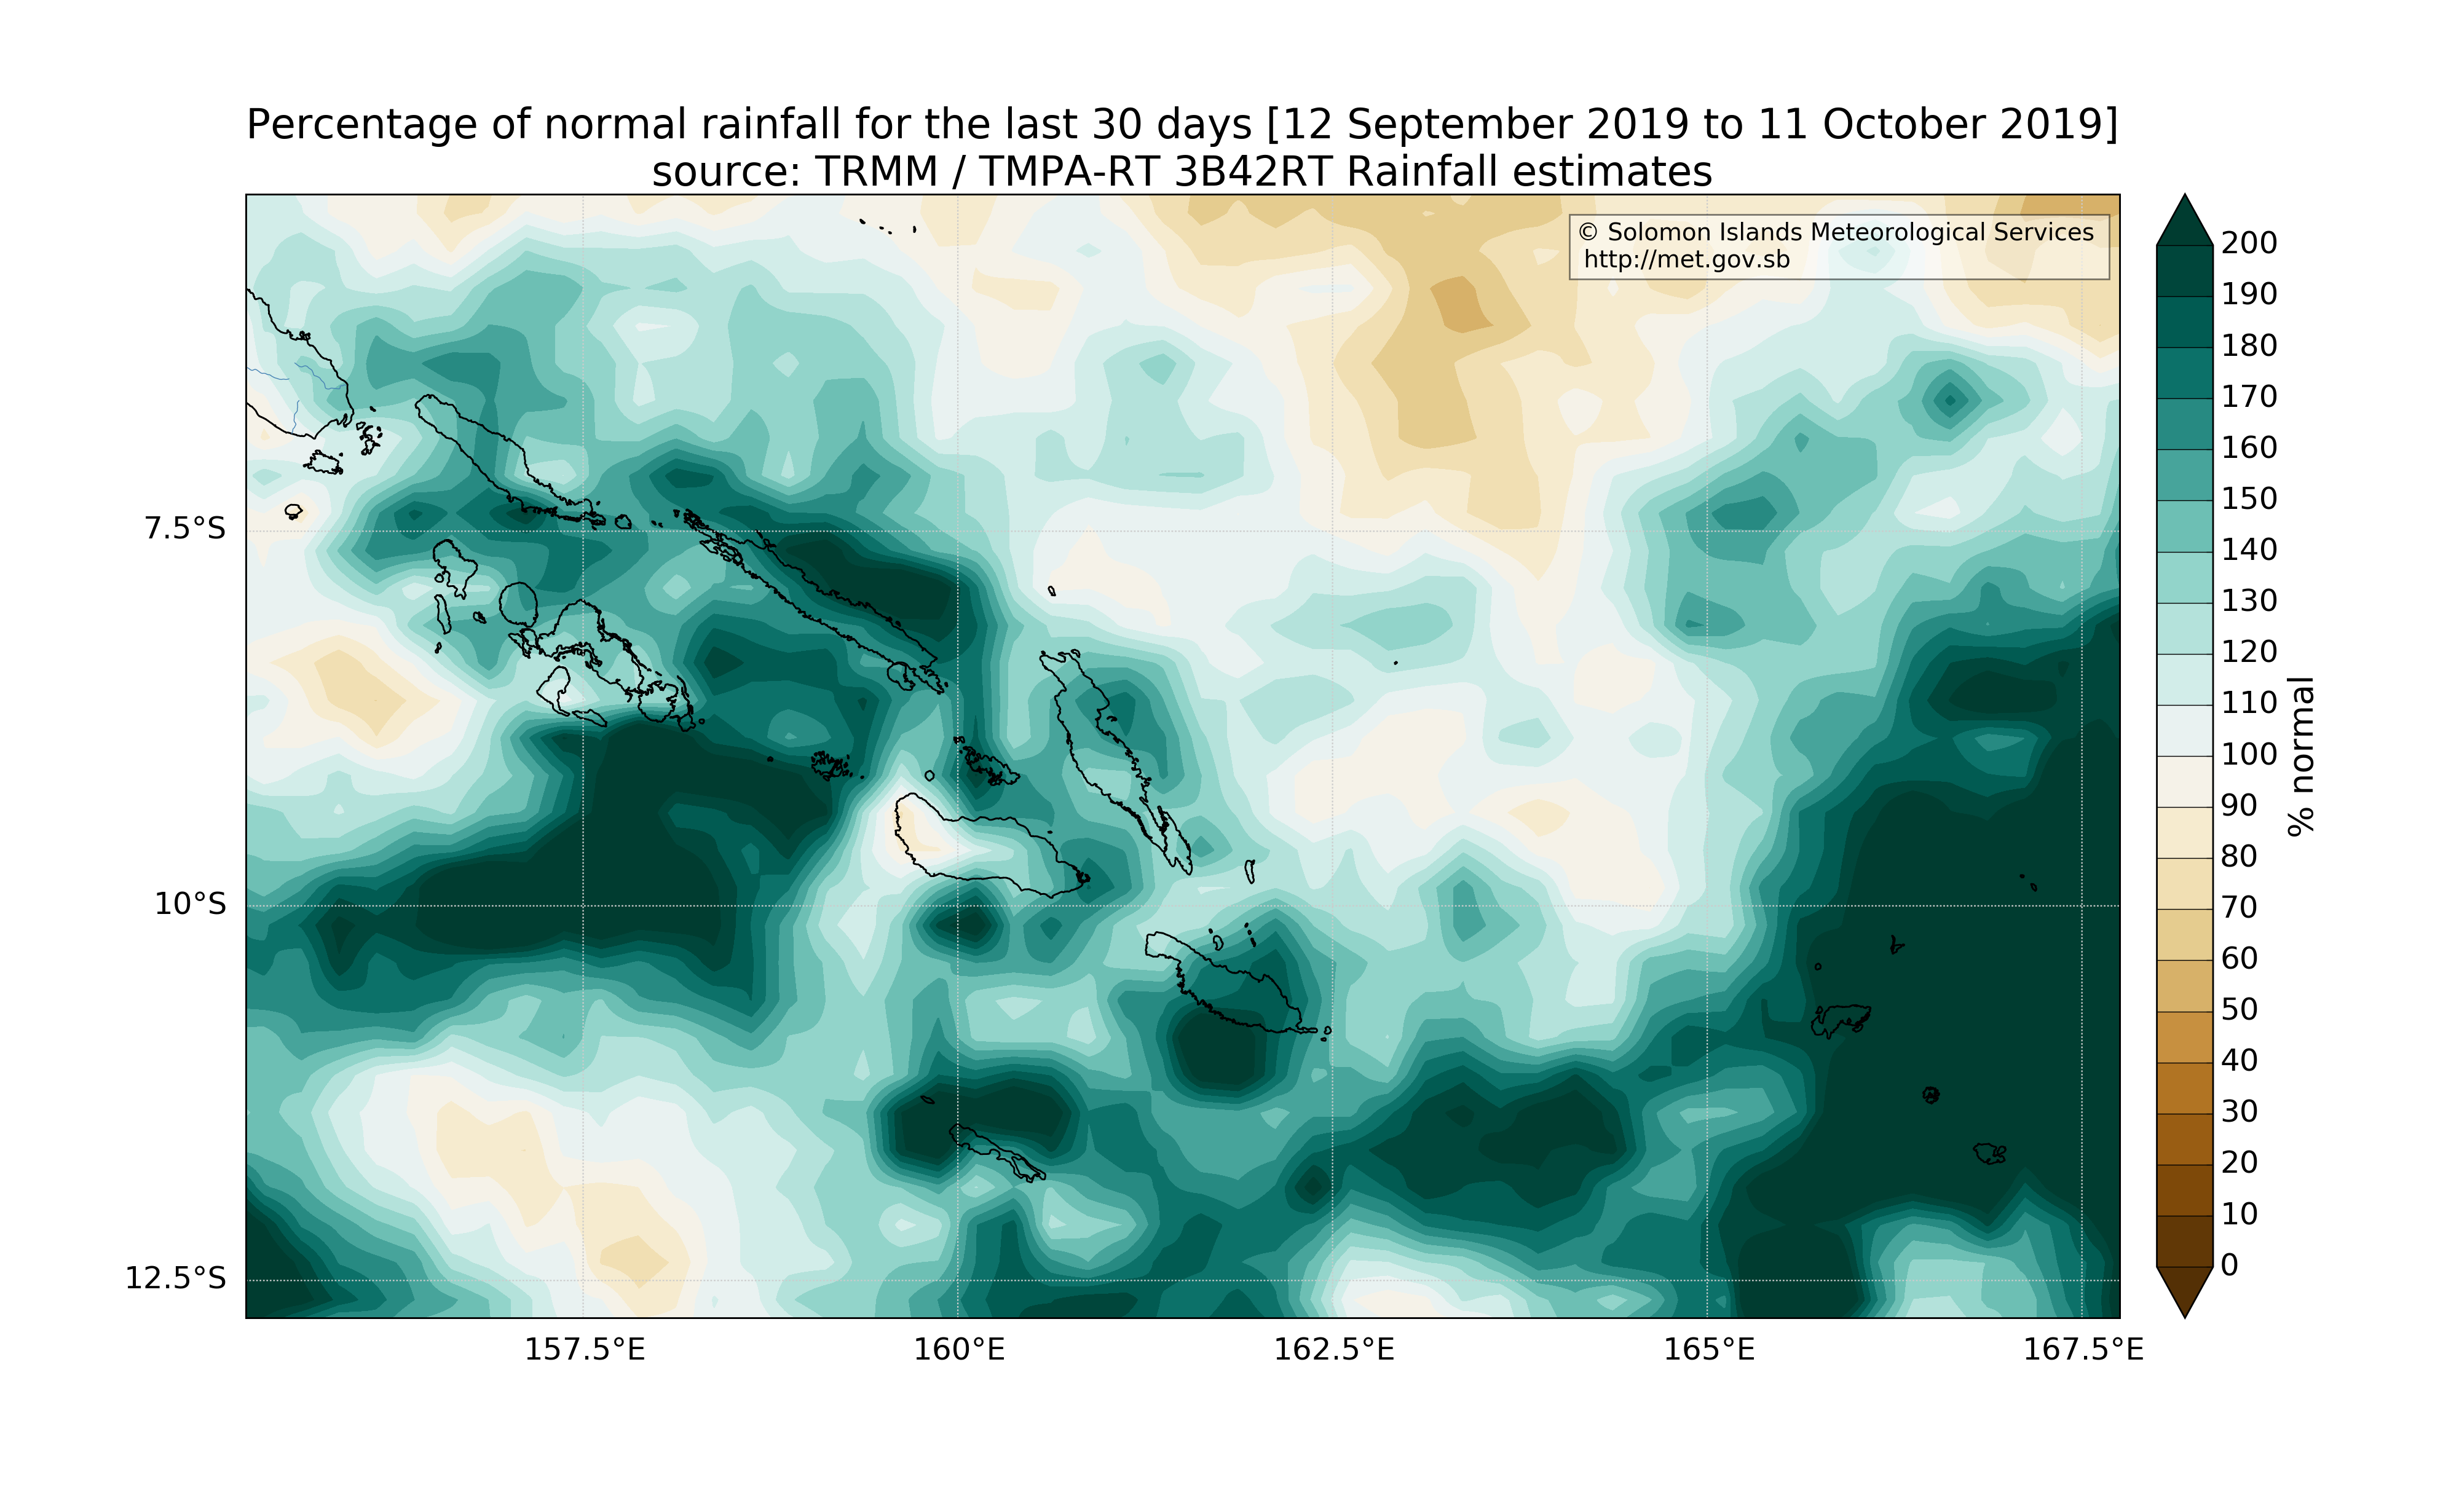 Percentage of normal rainfall for the last 30 days [12 September 2019 to 11 October 2019]
source: TRMM / TMPA-RT 3B42RT Rainfall estimates
© Solomon Islands Meteorological Services
http://met.gov.sb
7.5°S
10°S
12.5°S
157.5°E
160°E
162.5°E
165°E
167.5°E
200
190
180
170
160
150
140
130
120
110
100
90
80
70
60
50
40
30
20
10
0
% normal